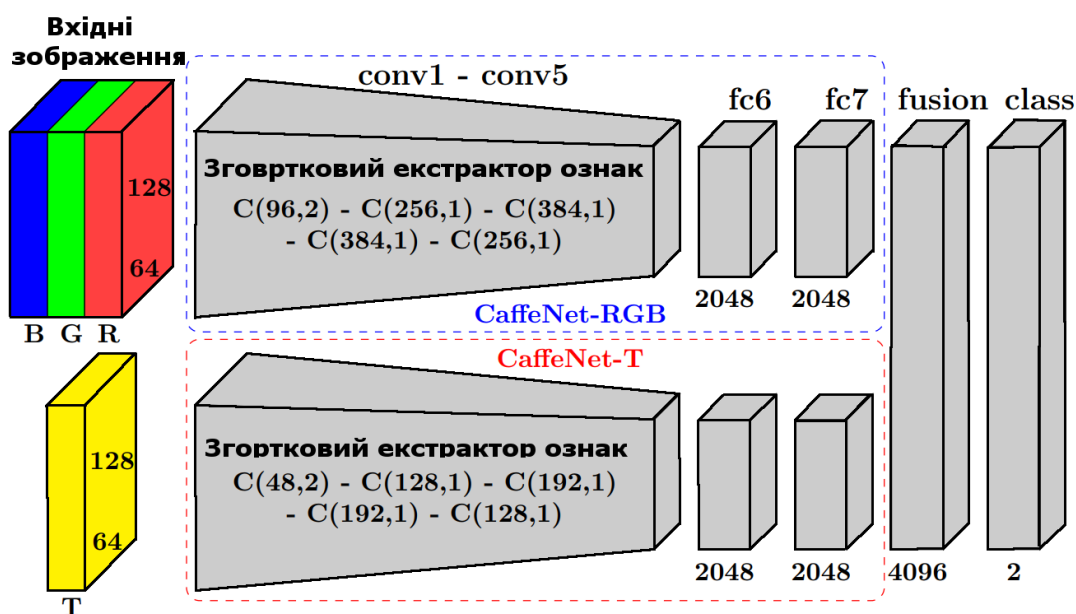 Вхідні
зображення
conv1 - conv5
fc6
fc7
fusion
class
Зговртковий екстрактор ознак
C(96,2) - C(256,1) - C(384,1)
- C(384,1) - C(256,1)
128
64
B G R
2048
2048
CaffeNet-RGB
CaffeNet-T
Згортковий екстрактор ознак
C(48,2) - C(128,1) - C(192,1)
- C(192,1) - C(128,1)
128
64
T
2048
2048
4096
2